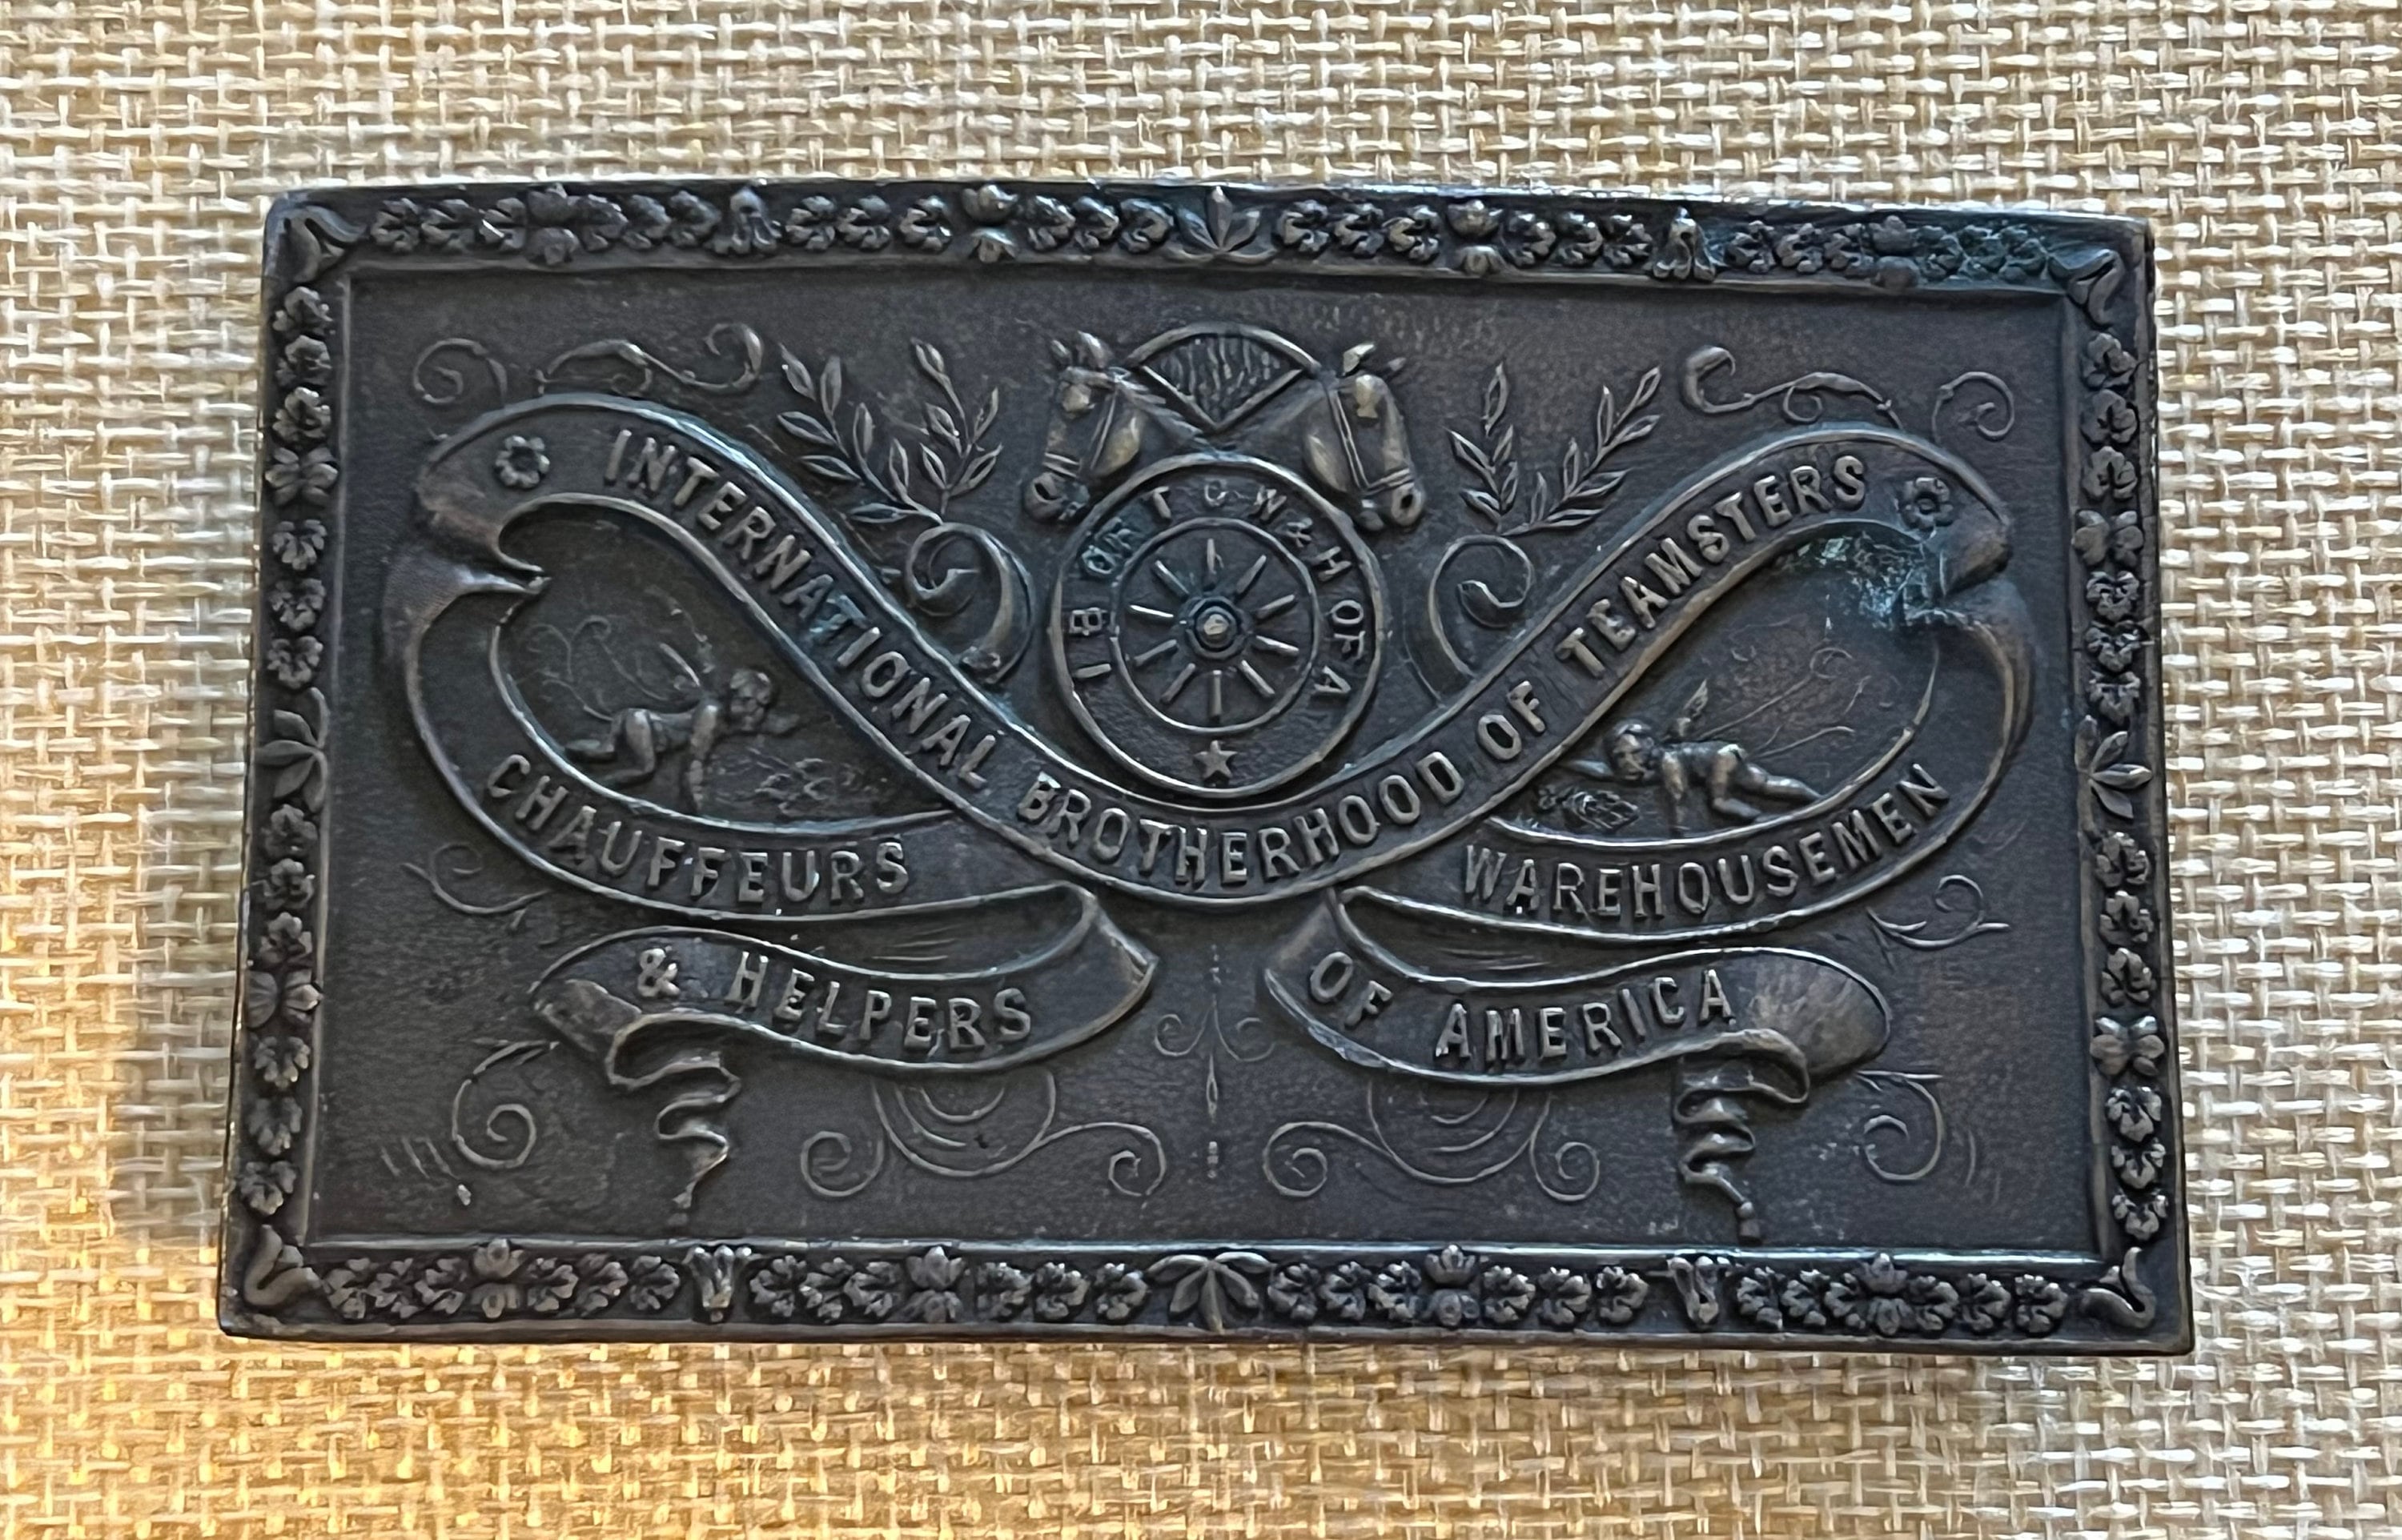 I B OF T C W & H OF A
INTERNATIONAL BROTHERHOOD OF TEAMSTERS
CHAUFFEURS
WAREHOUSEMEN
& HELPERS
OF AMERICA